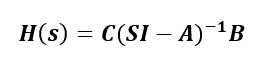 H(s) = C(SI − A)⁻¹B